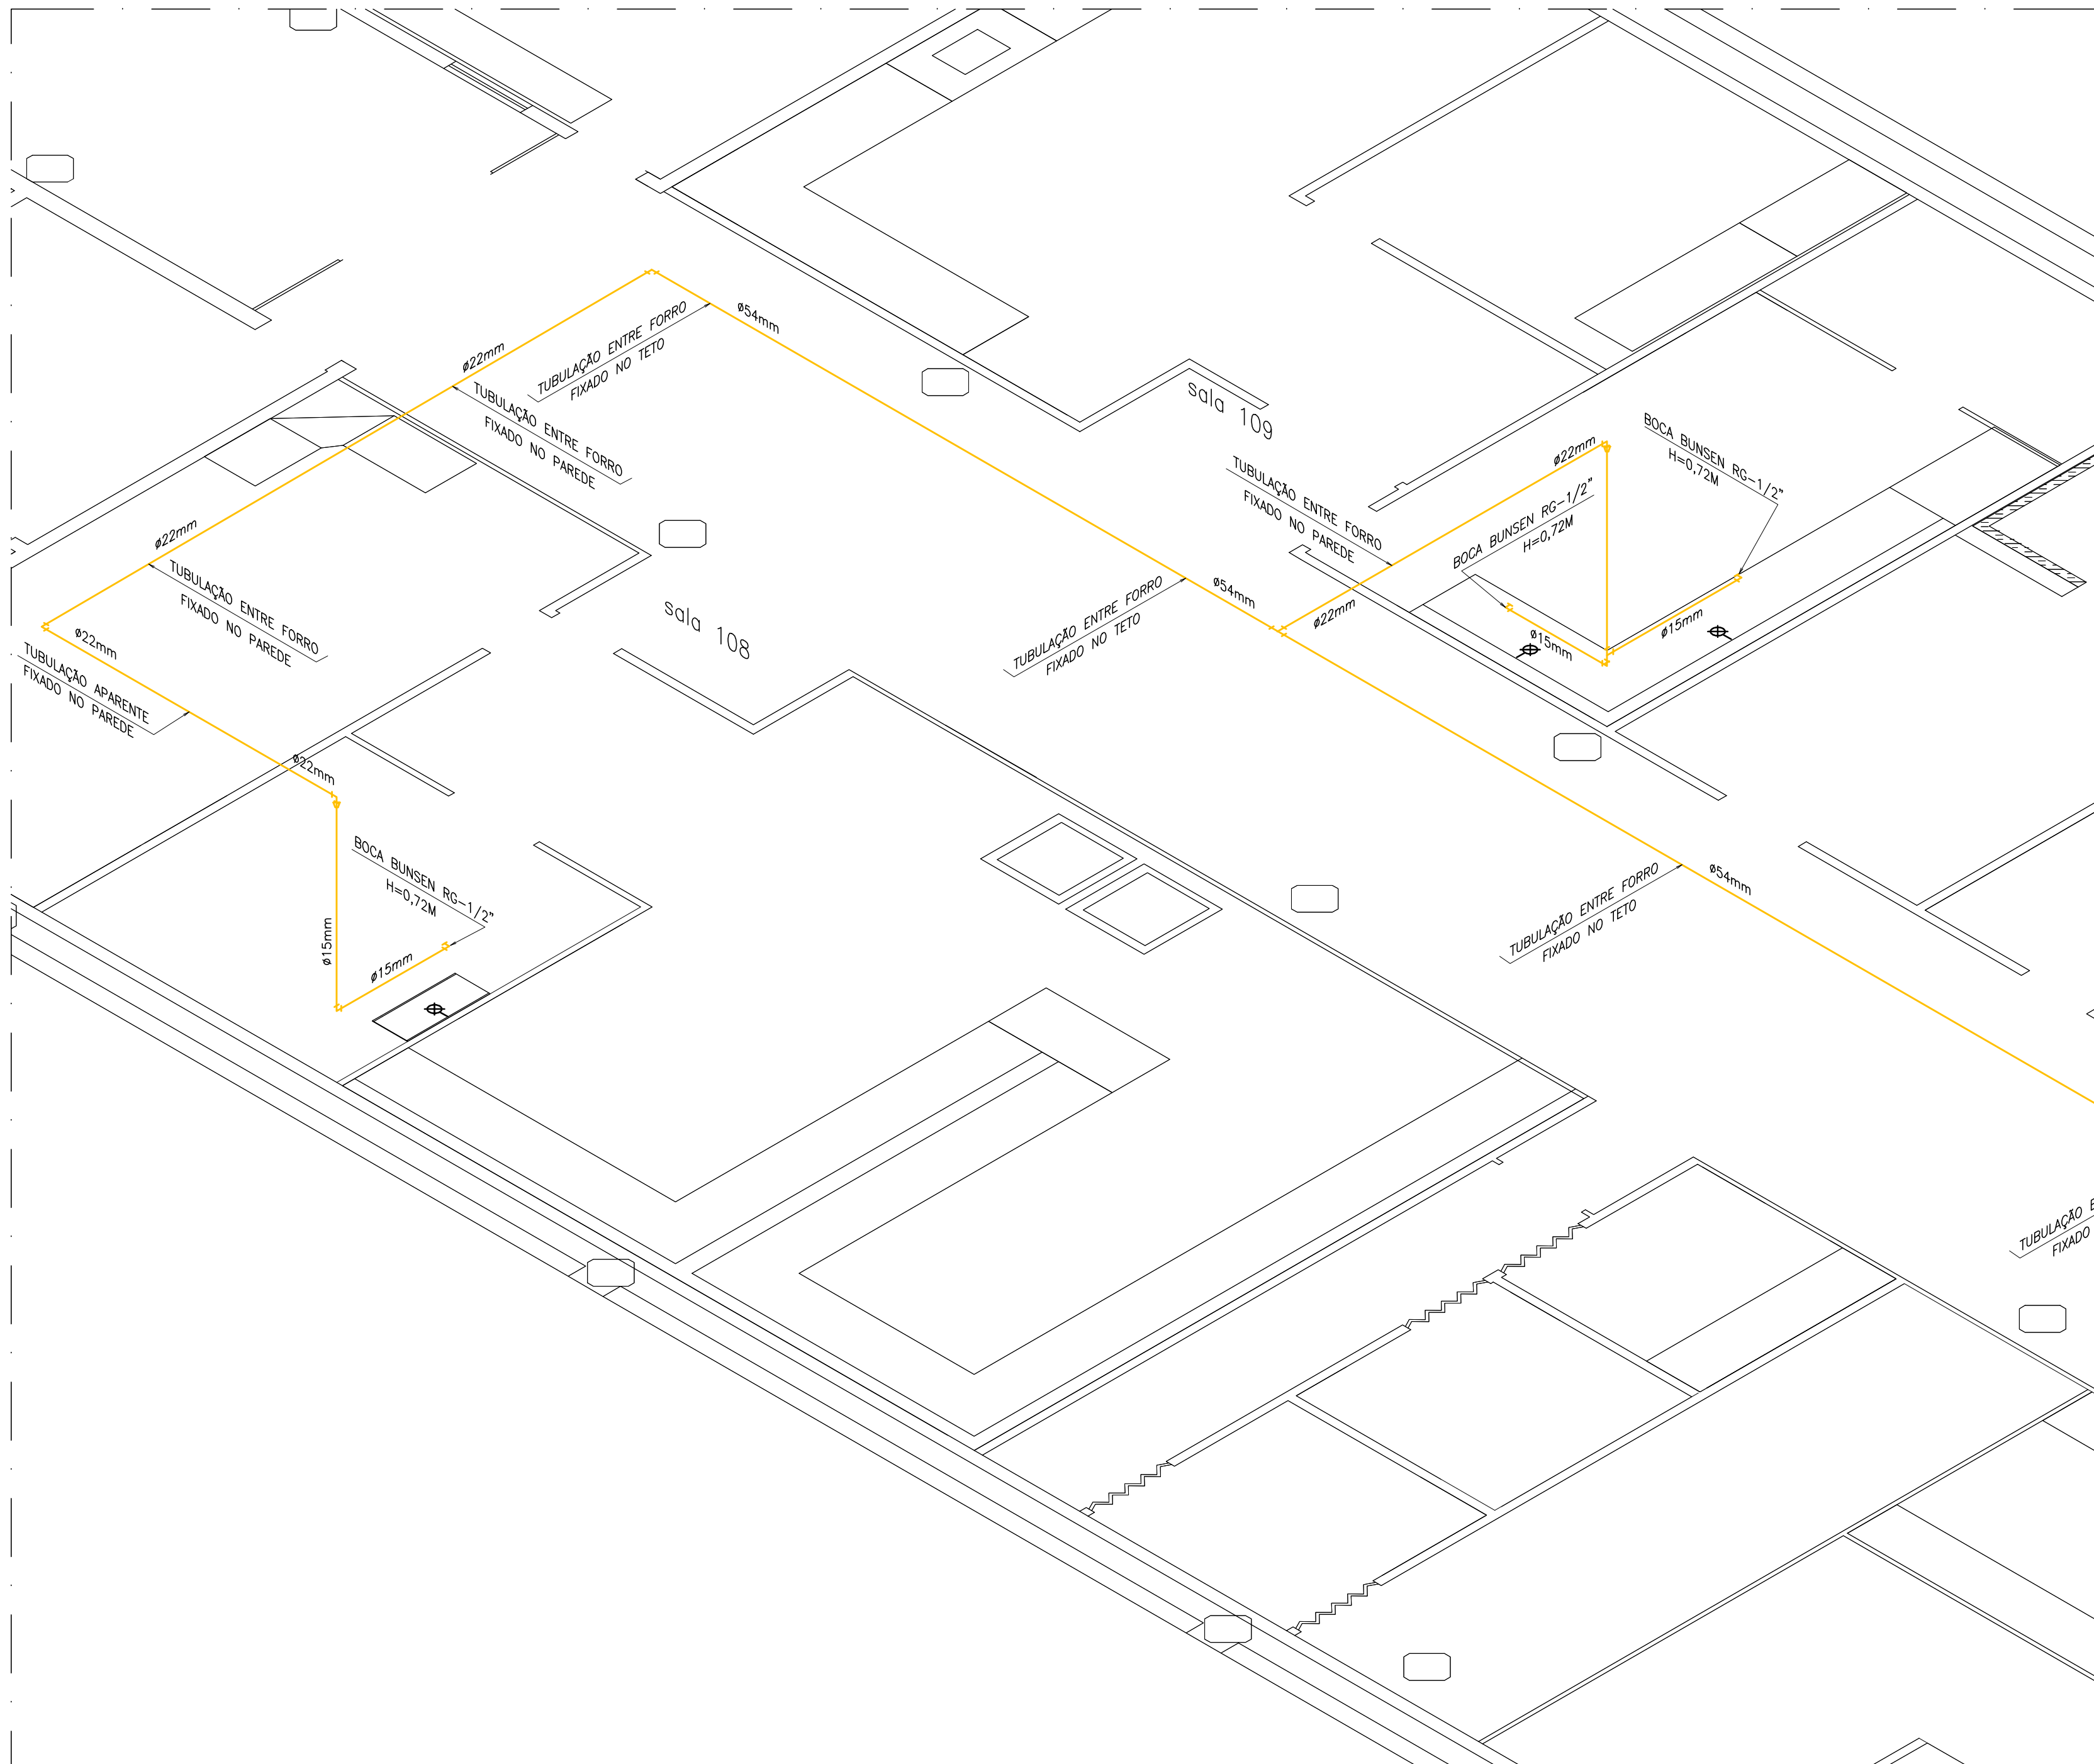 ø54mm
TUBULAÇÃO ENTRE FORRO
FIXADO NO TETO
ø22mm
TUBULAÇÃO ENTRE FORRO
FIXADO NO PAREDE
sala 109
ø22mm
TUBULAÇÃO ENTRE FORRO
FIXADO NO PAREDE
BOCA BUNSEN RG-1/2"
H=0,72M
BOCA BUNSEN RG-1/2"
H=0,72M
ø22mm
TUBULAÇÃO ENTRE FORRO
FIXADO NO PAREDE
ø22mm
TUBULAÇÃO APARENTE
FIXADO NO PAREDE
sala 108
TUBULAÇÃO ENTRE FORRO
FIXADO NO TETO
ø54mm
ø22mm
ø15mm
ø15mm
ø22mm
BOCA BUNSEN RG-1/2"
H=0,72M
ø15mm
ø15mm
TUBULAÇÃO ENTRE FORRO
FIXADO NO TETO
ø54mm
TUBULAÇÃO
FIXADO